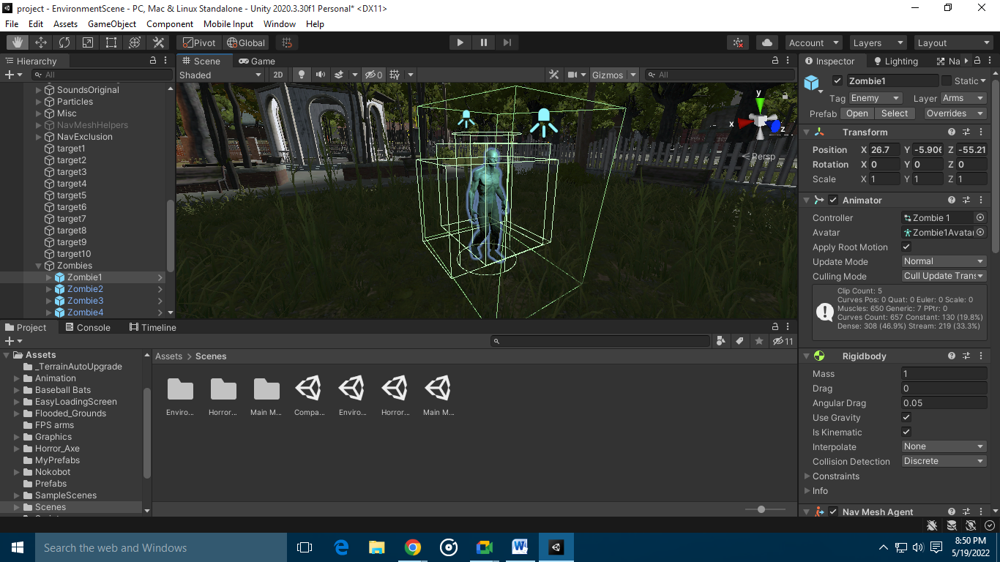 project - EnvironmentScene - PC, Mac & Linux Standalone - Unity 2020.3.30f1 Personal* <DX11>
File Edit Assets GameObject Component Mobile Input Window Help
Pivot Global Account Layers Layout
Hierarchy Scene Game Inspector Lighting Na
All Shaded 2D 0 Gizmos All Zombie1 Static
SoundsOriginal
Particles
Misc
NavMeshHelpers
NavExclusion
target1
target2
target3
target4
target5
target6
target7
target8
target9
target10
Zombies
Zombie1
Zombie2
Zombie3
Zombie4
y
x
z
Persp
Tag Enemy Layer Arms
Prefab Open Select Overrides
Transform
Position X 26.7 Y -5.906 Z -55.21
Rotation X 0 Y 0 Z 0
Scale X 1 Y 1 Z 1
Animator
Controller Zombie 1
Avatar Zombie1Avatar
Apply Root Motion
Update Mode Normal
Culling Mode Cull Update Trans
Clip Count: 5
Curves Pos: 0 Quat: 0 Euler: 0 Scale: 0
Muscles: 650 Generic: 7 PPtr: 0
Curves Count: 657 Constant: 130 (19.8%)
Dense: 308 (46.9%) Stream: 219 (33.3%)
Rigidbody
Mass 1
Drag 0
Angular Drag 0.05
Use Gravity
Is Kinematic
Interpolate None
Collision Detection Discrete
Constraints
Info
Nav Mesh Agent
Project Console Timeline
11
Assets
_TerrainAutoUpgrade
Animation
Baseball Bats
EasyLoadingScreen
Flooded_Grounds
FPS arms
Graphics
Horror_Axe
MyPrefabs
Nokobot
Prefabs
SampleScenes
Scenes
Assets > Scenes
Enviro... Horror... Main M... Compa... Enviro... Horror... Main M...
Search the web and Windows
8:50 PM
5/19/2022